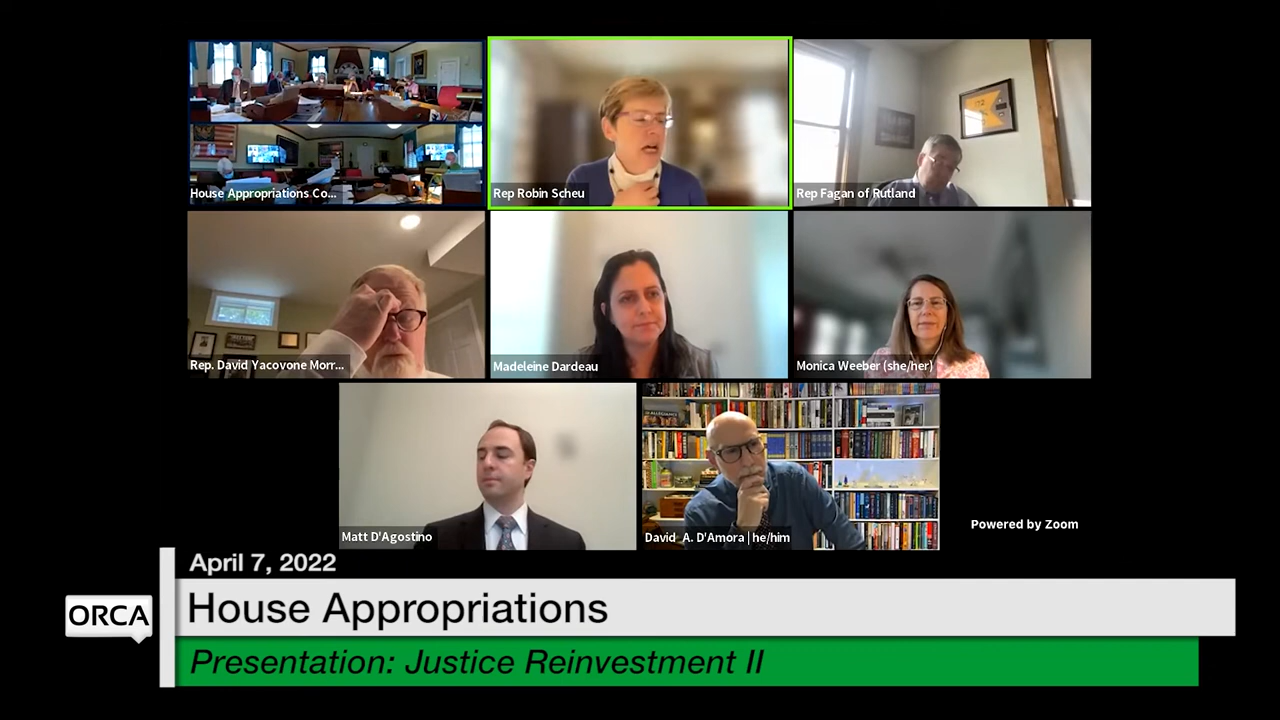 House Appropriations Co...
Rep Robin Scheu
Rep Fagan of Rutland
Rep. David Yacovone Morr...
Madeleine Dardeau
Monica Weeber (she/her)
Matt D'Agostino
David A. D'Amora | he/him
Powered by Zoom
April 7, 2022
ORCA
House Appropriations
Presentation: Justice Reinvestment II